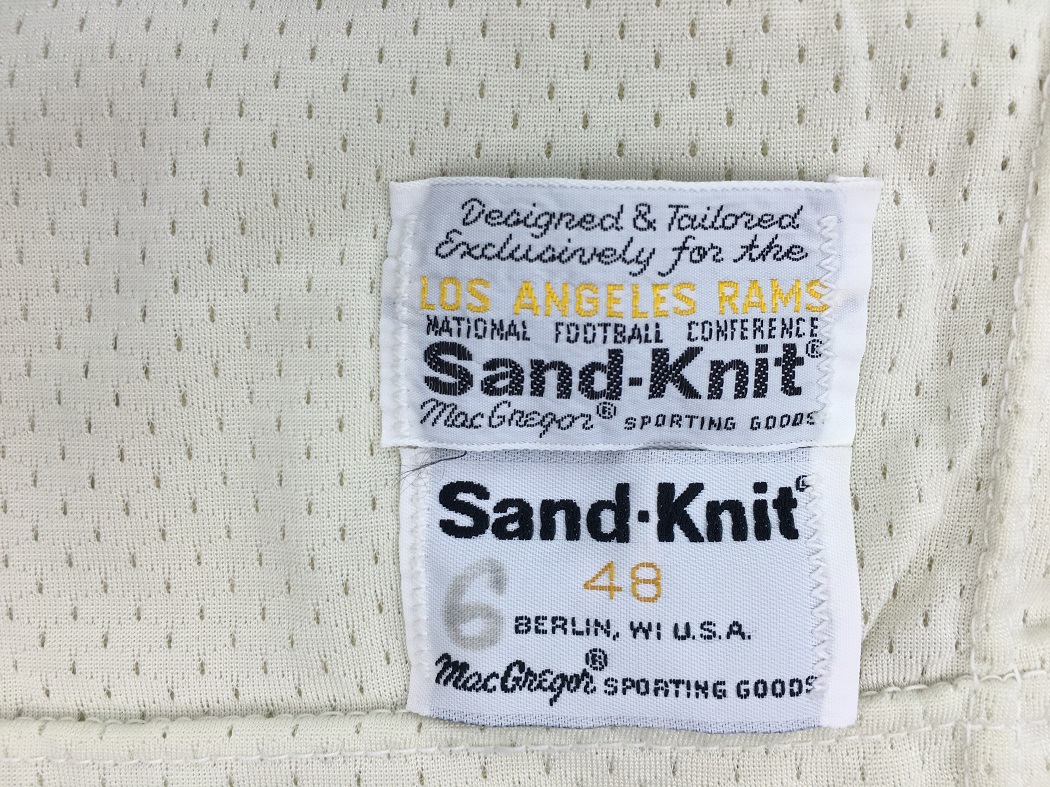 Designed & Tailored
Exclusively for the
LOS ANGELES RAMS
NATIONAL FOOTBALL CONFERENCE
Sand-Knit®
MacGregor® SPORTING GOODS
Sand-Knit®
6 48
BERLIN, WI U.S.A.
MacGregor® SPORTING GOODS